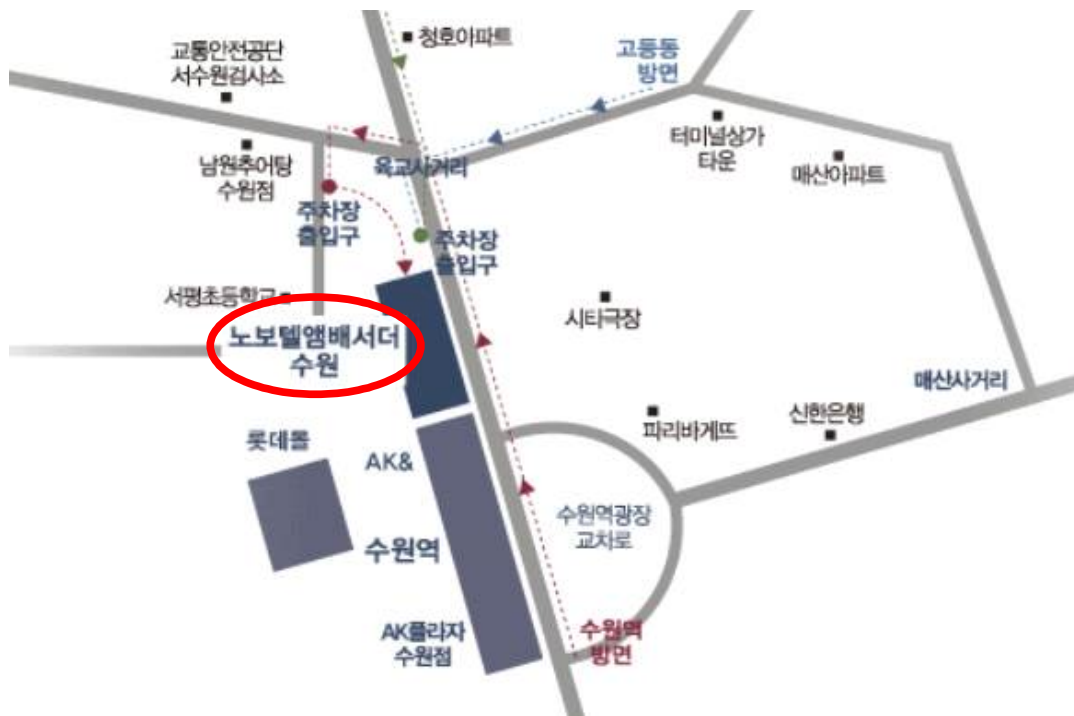 청호아파트
교통안전공단
서수원검사소
고등동
방면
남원추어탕
수원점
육교사거리
터미널상가
타운
매산아파트
주차장
출입구
주차장
출입구
서평초등학교
시타극장
노보텔앰배서더
수원
매산사거리
신한은행
파리바게뜨
롯데몰
AK&
수원역광장
교차로
수원역
AK플라자
수원점
수원역
방면